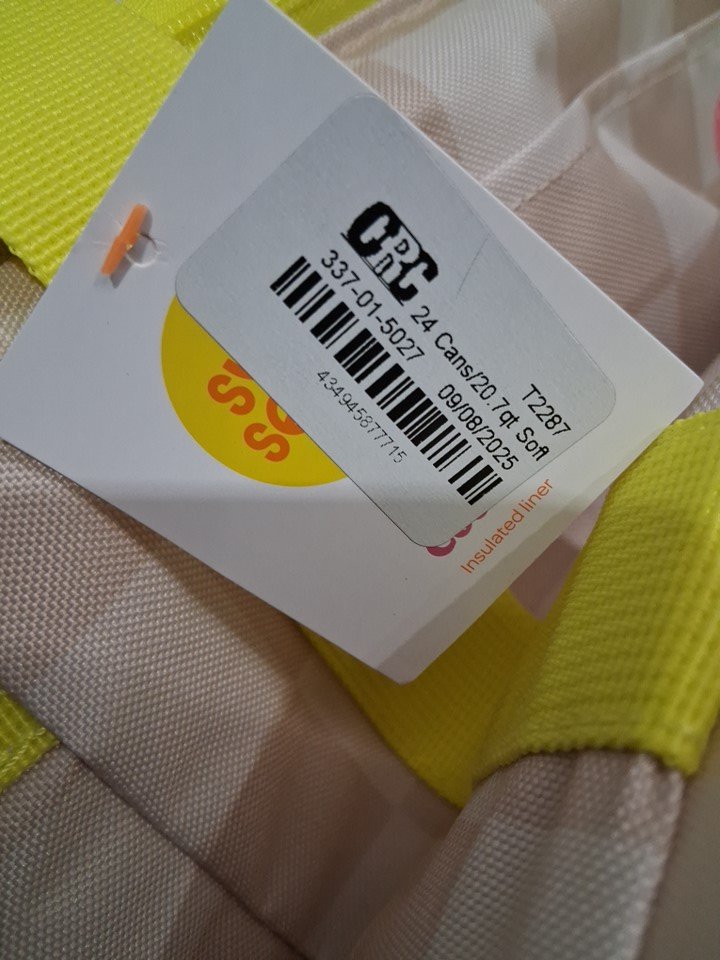 CRC
T2287
24 Cans/20.7qt Soft
337-01-5027 09/08/2025
434945877715
Insulated liner